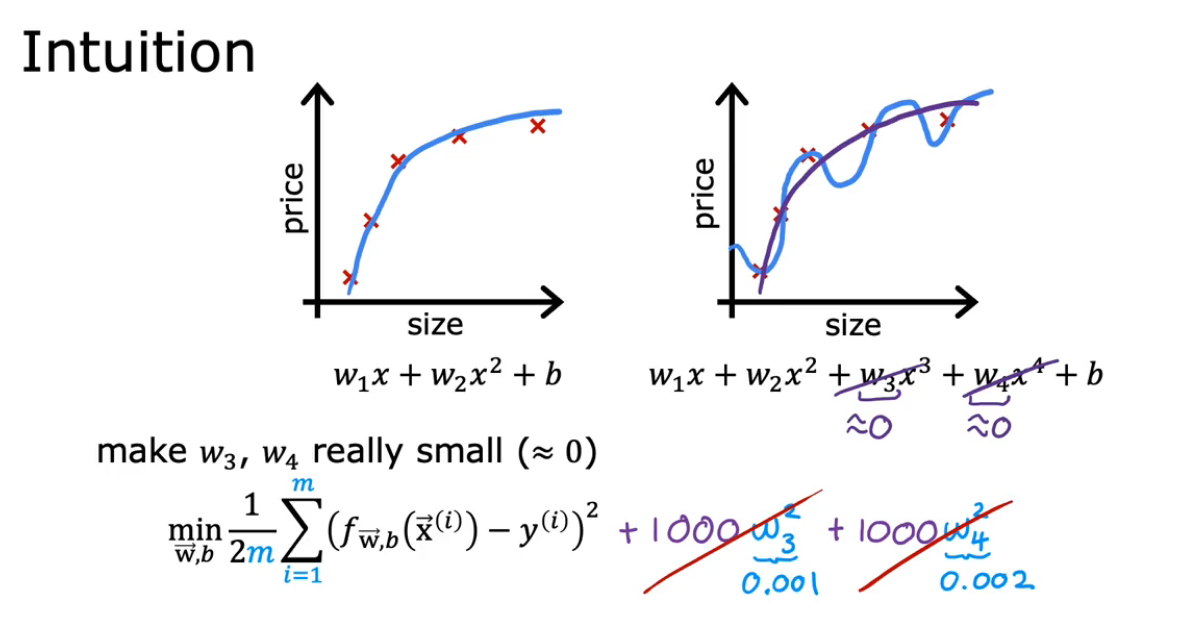 Intuition
price
size
w₁x + w₂x² + b
price
size
w₁x + w₂x² + w₃x³ + w₄x⁴ + b
≈0 ≈0
make w₃, w₄ really small (≈ 0)
min w⃗,b 1/2m m∑i=1 (f w⃗,b(x⃗⁽ⁱ⁾) − y⁽ⁱ⁾)² + 1000 w₃² + 1000 w₄²
0.001 0.002